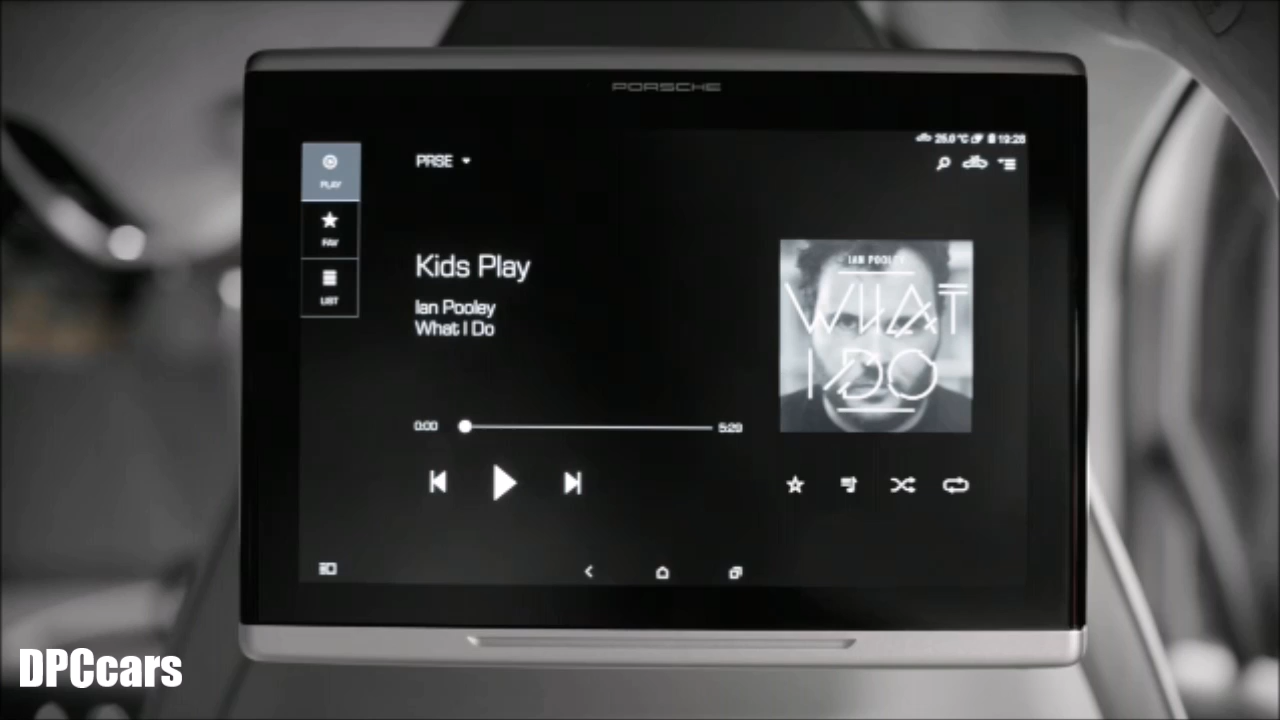 PORSCHE
25.0 °C 19:28
PLAY
PRSE
FAV
LIST
Kids Play
Ian Pooley
What I Do
IAN POOLEY
WHAT
I DO
0:00
5:29
DPCcars